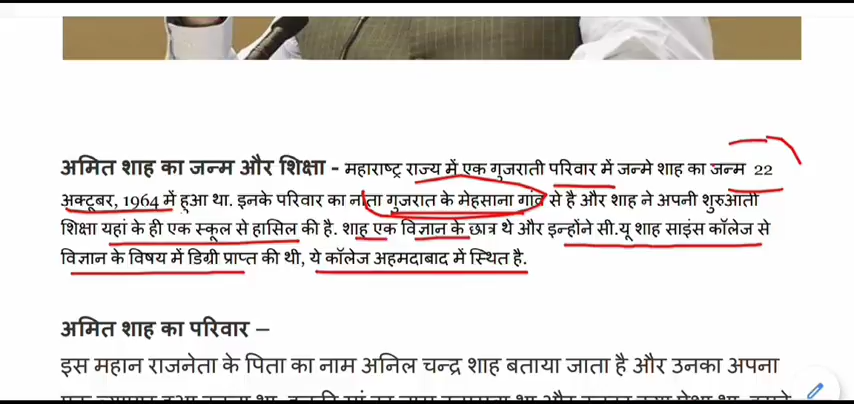 अमित शाह का जन्म और शिक्षा - महाराष्ट्र राज्य में एक गुजराती परिवार में जन्मे शाह का जन्म 22
अक्टूबर, 1964 में हुआ था. इनके परिवार का नाता गुजरात के मेहसाना गांव से है और शाह ने अपनी शुरुआती
शिक्षा यहां के ही एक स्कूल से हासिल की है. शाह एक विज्ञान के छात्र थे और इन्होंने सी.यू शाह साइंस कॉलेज से
विज्ञान के विषय में डिग्री प्राप्त की थी, ये कॉलेज अहमदाबाद में स्थित है.
अमित शाह का परिवार –
इस महान राजनेता के पिता का नाम अनिल चन्द्र शाह बताया जाता है और उनका अपना